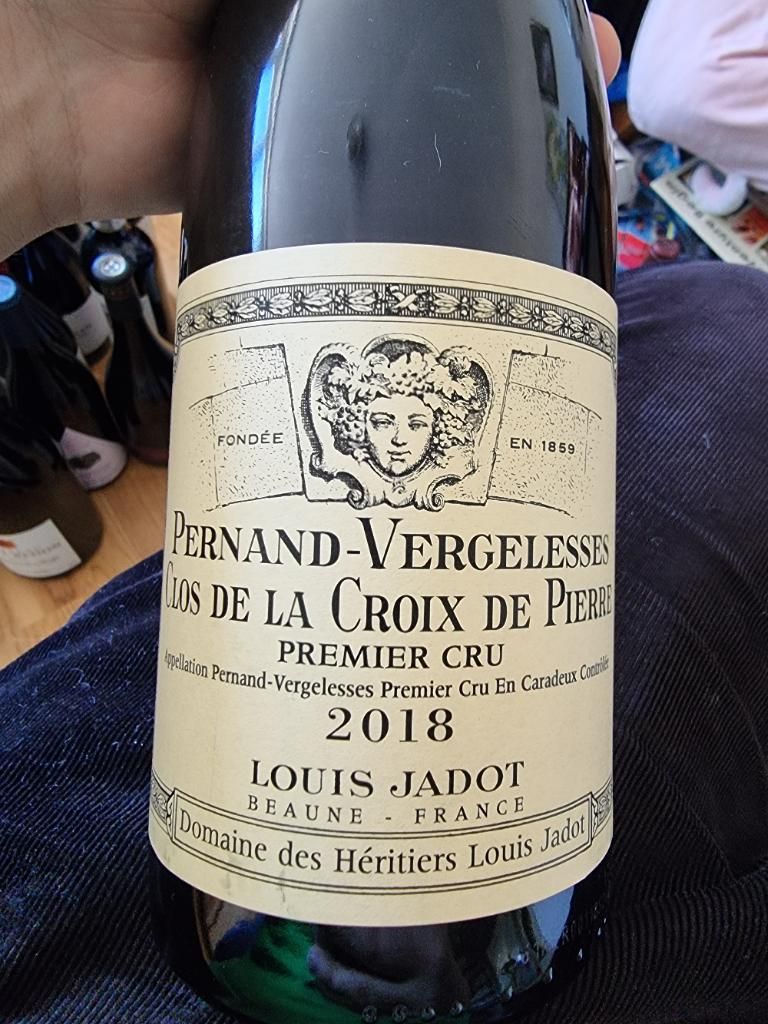 FONDÉE
EN 1859
PERNAND-VERGELESSES
CLOS DE LA CROIX DE PIERRE
PREMIER CRU
Appellation Pernand-Vergelesses Premier Cru En Caradeux Contrôlée
2018
LOUIS JADOT
BEAUNE - FRANCE
Domaine des Héritiers Louis Jadot